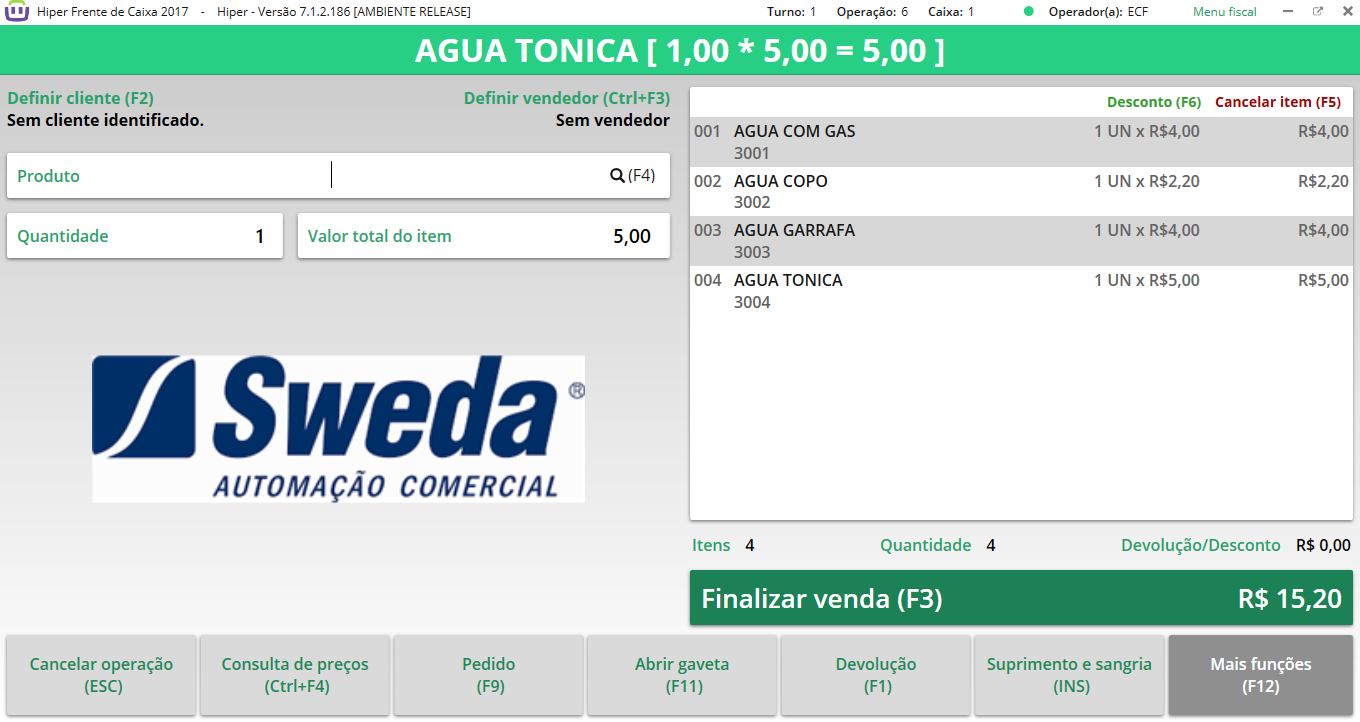 Hiper Frente de Caixa 2017 - Hiper - Versão 7.1.2.186 [AMBIENTE RELEASE] Turno: 1 Operação: 6 Caixa: 1 Operador(a): ECF Menu fiscal
AGUA TONICA [ 1,00 * 5,00 = 5,00 ]
Definir cliente (F2) Definir vendedor (Ctrl+F3)
Sem cliente identificado. Sem vendedor
Produto (F4)
Quantidade 1 Valor total do item 5,00
Sweda ®
AUTOMAÇÃO COMERCIAL
Desconto (F6) Cancelar item (F5)
001 AGUA COM GAS 1 UN x R$4,00 R$4,00
3001
002 AGUA COPO 1 UN x R$2,20 R$2,20
3002
003 AGUA GARRAFA 1 UN x R$4,00 R$4,00
3003
004 AGUA TONICA 1 UN x R$5,00 R$5,00
3004
Itens 4 Quantidade 4 Devolução/Desconto R$ 0,00
Finalizar venda (F3) R$ 15,20
Cancelar operação (ESC)
Consulta de preços (Ctrl+F4)
Pedido (F9)
Abrir gaveta (F11)
Devolução (F1)
Suprimento e sangria (INS)
Mais funções (F12)